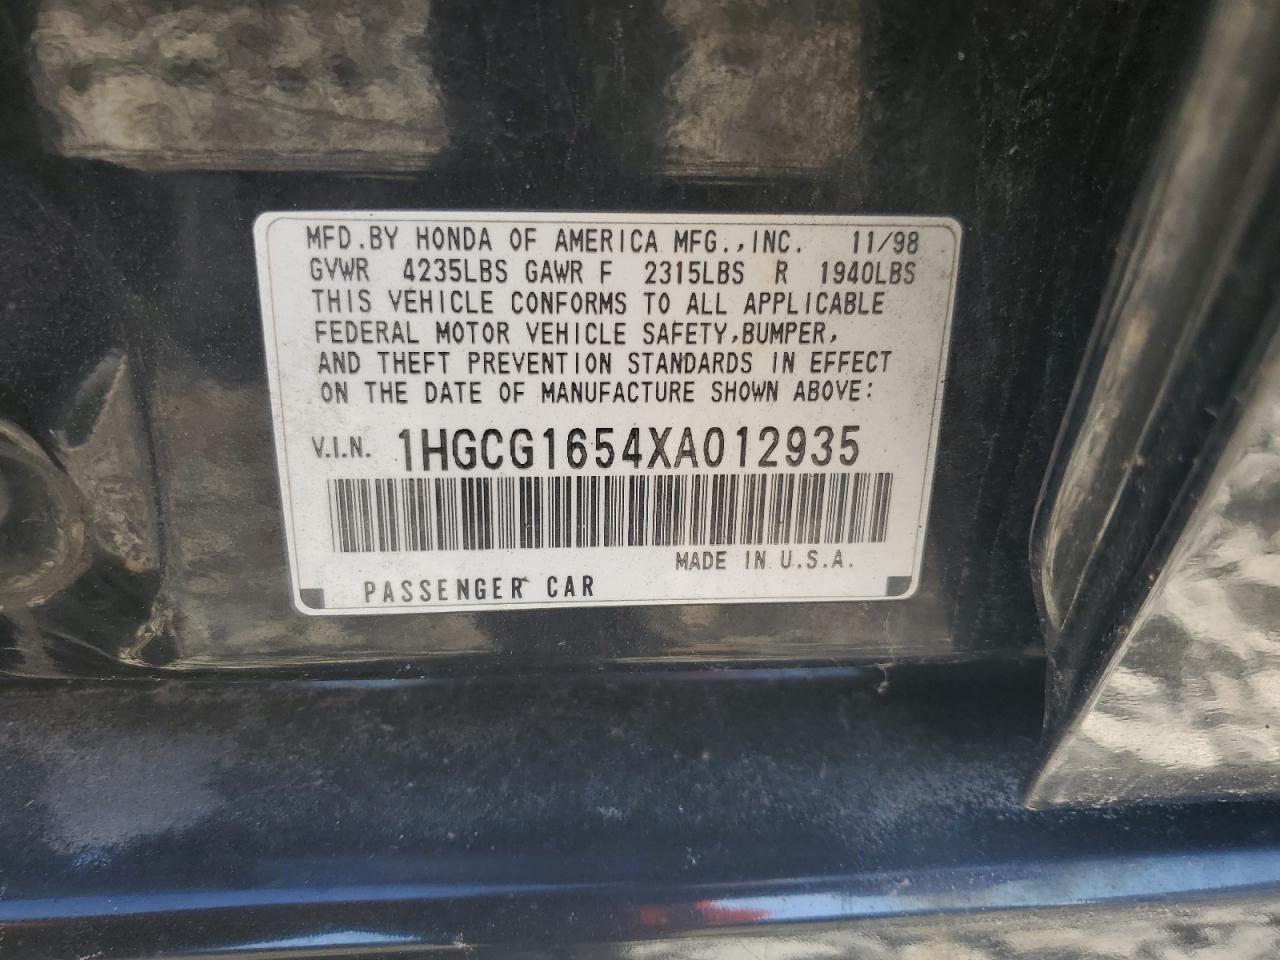 MFD.BY HONDA OF AMERICA MFG.,INC. 11/98
GVWR 4235LBS GAWR F 2315LBS R 1940LBS
THIS VEHICLE CONFORMS TO ALL APPLICABLE
FEDERAL MOTOR VEHICLE SAFETY,BUMPER,
AND THEFT PREVENTION STANDARDS IN EFFECT
ON THE DATE OF MANUFACTURE SHOWN ABOVE:
V.I.N. 1HGCG1654XA012935
MADE IN U.S.A.
PASSENGER CAR